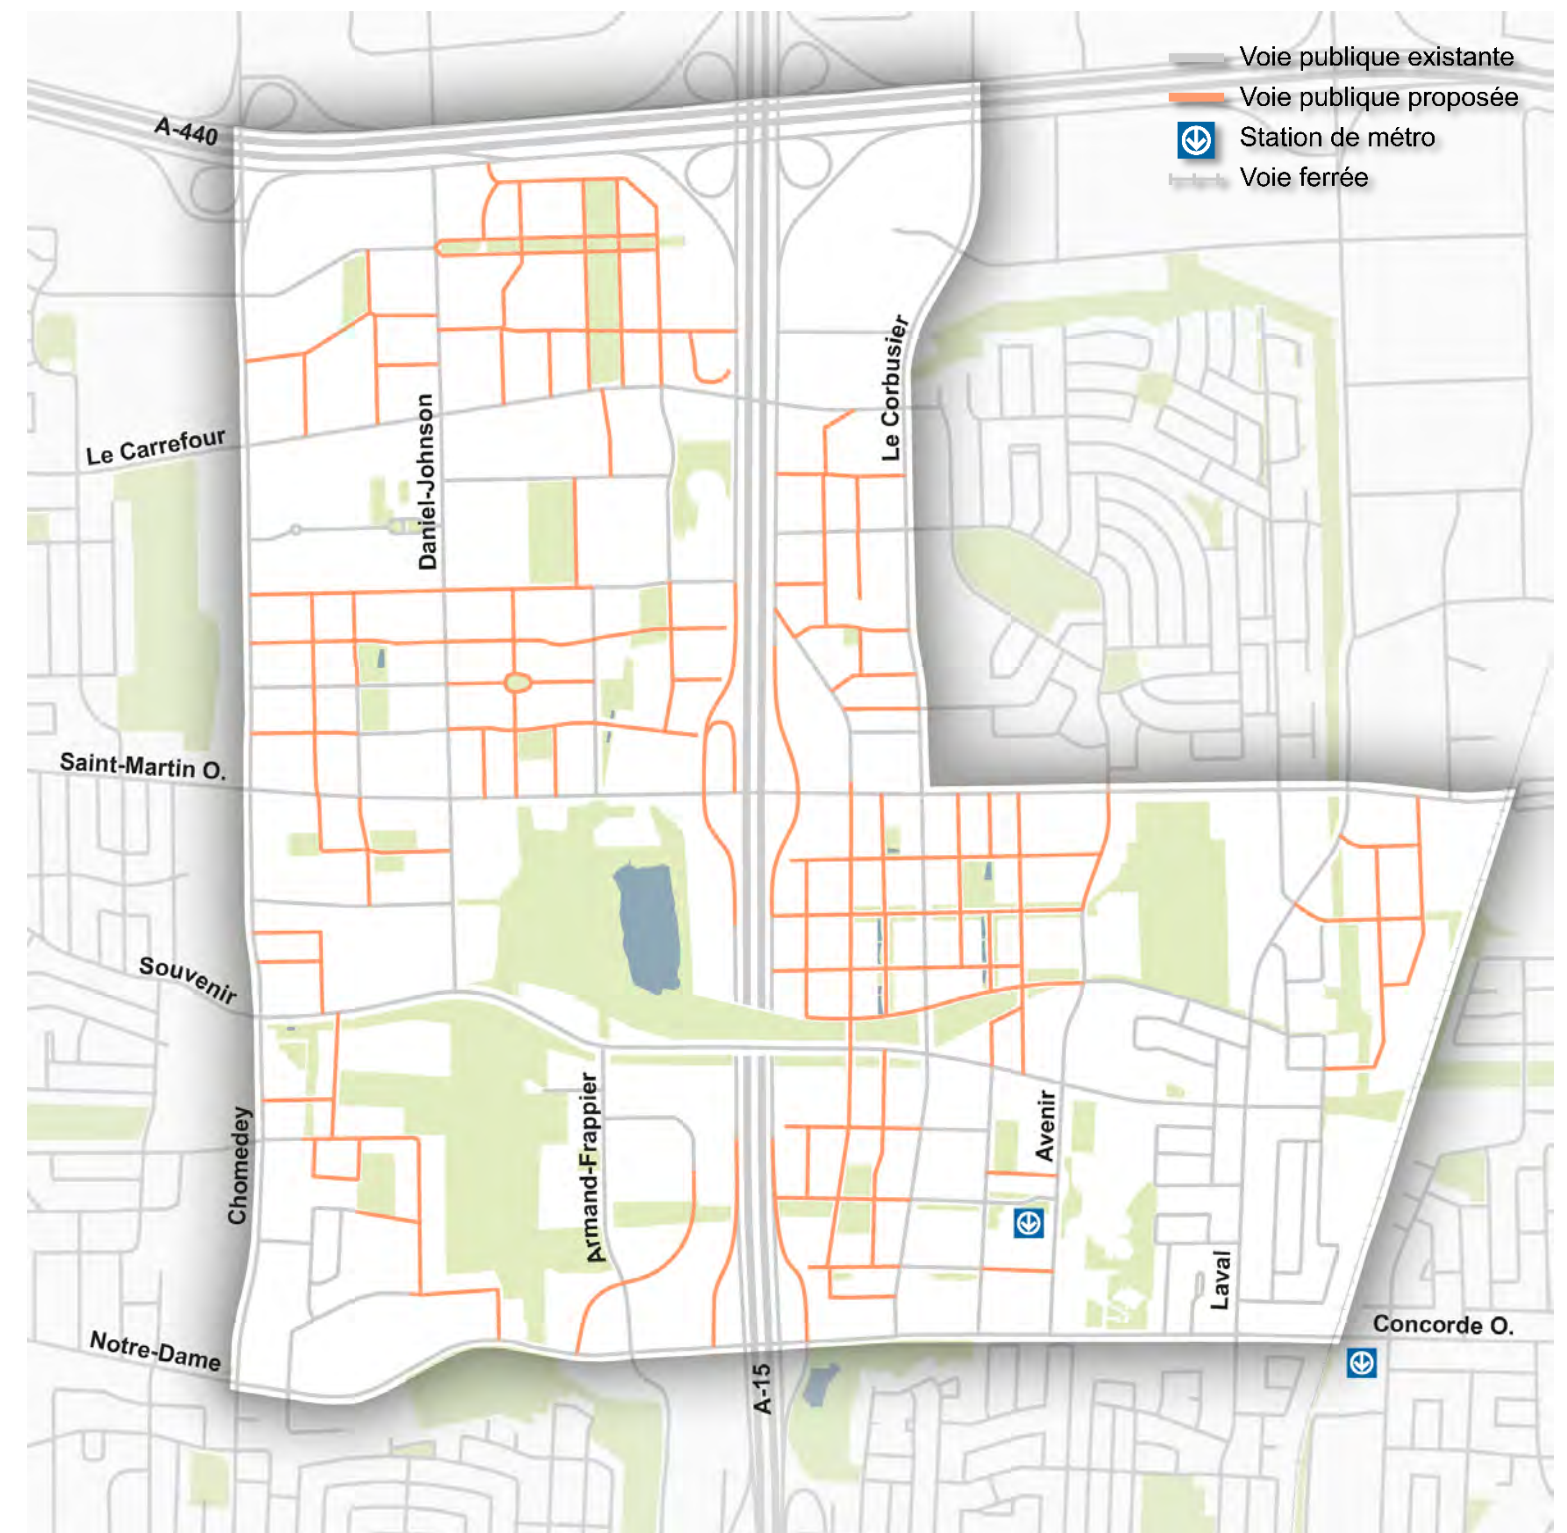 Voie publique existante
Voie publique proposée
Station de métro
Voie ferrée
A-440
Le Corbusier
Le Carrefour
Daniel-Johnson
Saint-Martin O.
Souvenir
Armand-Frappier
Avenir
Chomedey
Laval
Concorde O.
Notre-Dame
A-15